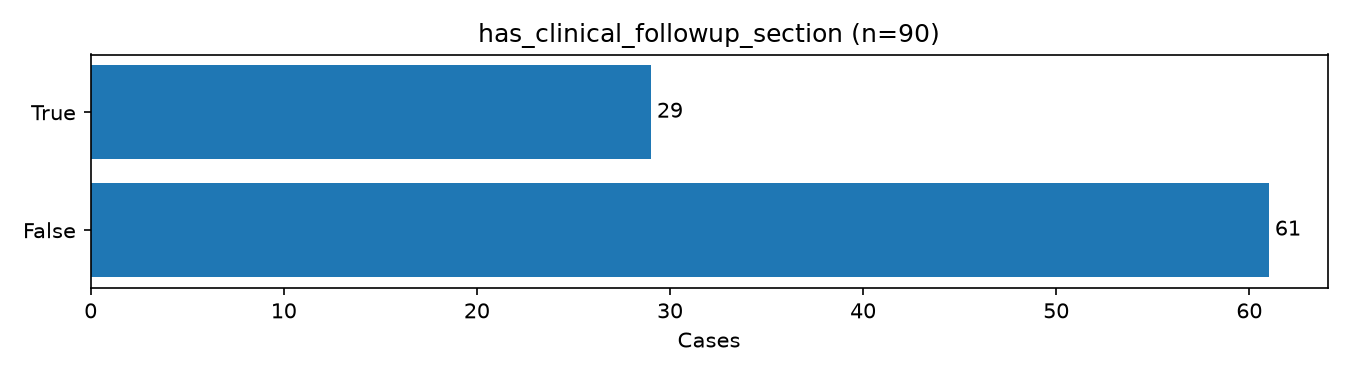 has_clinical_followup_section (n=90)
True
29
False
61
0 10 20 30 40 50 60
Cases